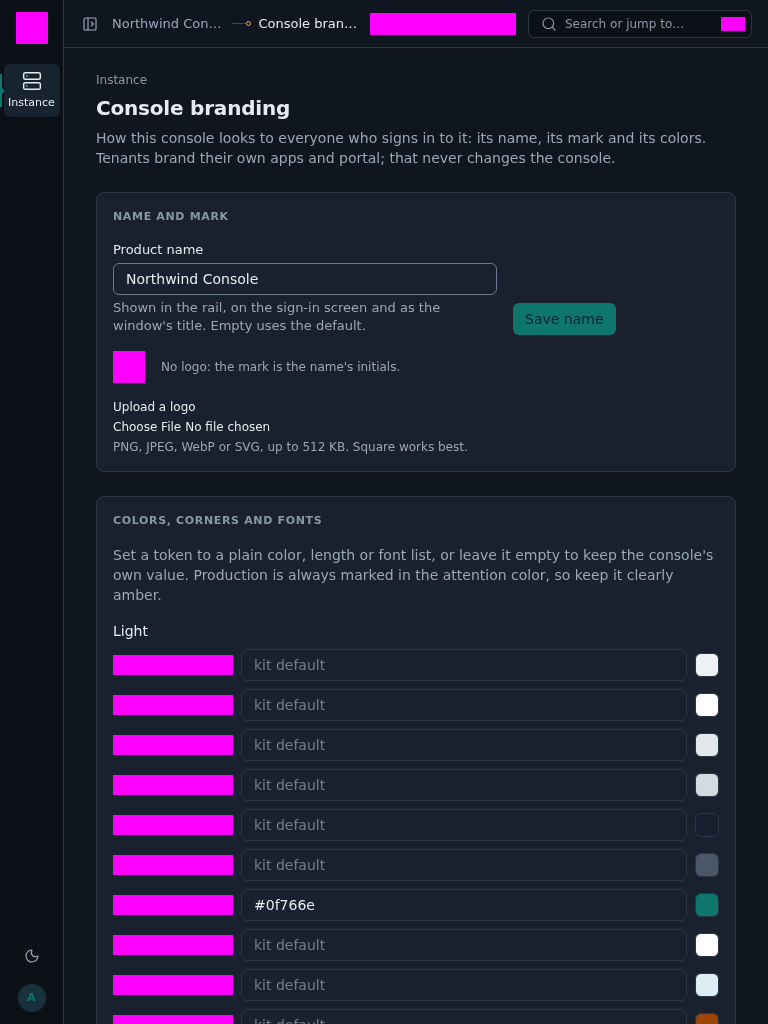 Northwind Con…
Console bran…
Search or jump to…
Instance
Instance
Console branding
How this console looks to everyone who signs in to it: its name, its mark and its colors.
Tenants brand their own apps and portal; that never changes the console.
NAME AND MARK
Product name
Northwind Console
Shown in the rail, on the sign-in screen and as the
window's title. Empty uses the default.
Save name
No logo: the mark is the name's initials.
Upload a logo
Choose File No file chosen
PNG, JPEG, WebP or SVG, up to 512 KB. Square works best.
COLORS, CORNERS AND FONTS
Set a token to a plain color, length or font list, or leave it empty to keep the console's
own value. Production is always marked in the attention color, so keep it clearly
amber.
Light
kit default
kit default
kit default
kit default
kit default
kit default
#0f766e
kit default
kit default
kit default
A